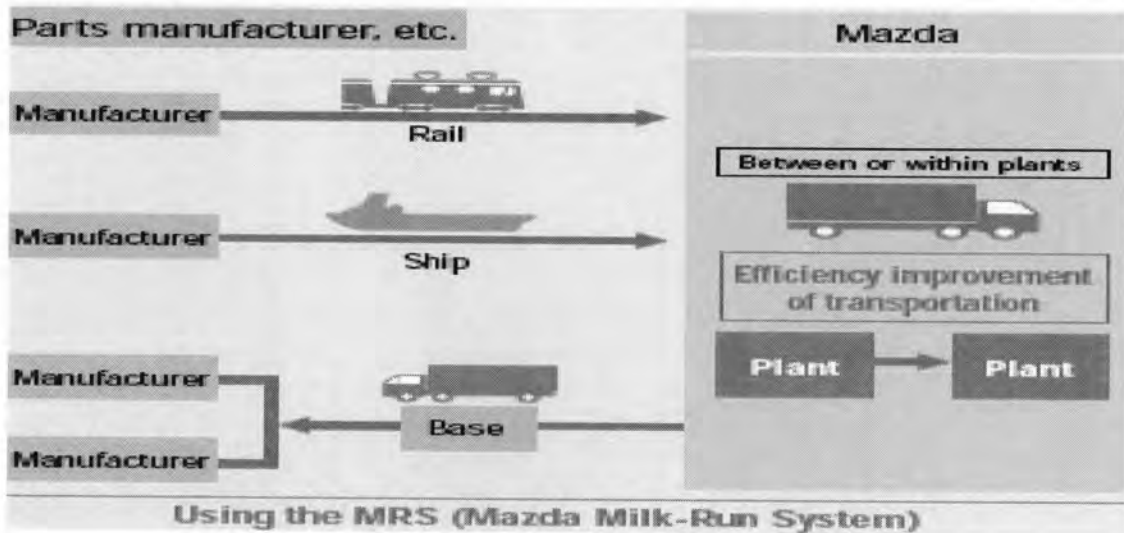 Parts manufacturer, etc.
Mazda
Manufacturer
Rail
Between or within plants
Manufacturer
Ship
Efficiency improvement
of transportation
Plant
Plant
Manufacturer
Base
Manufacturer
Using the MRS (Mazda Milk-Run System)